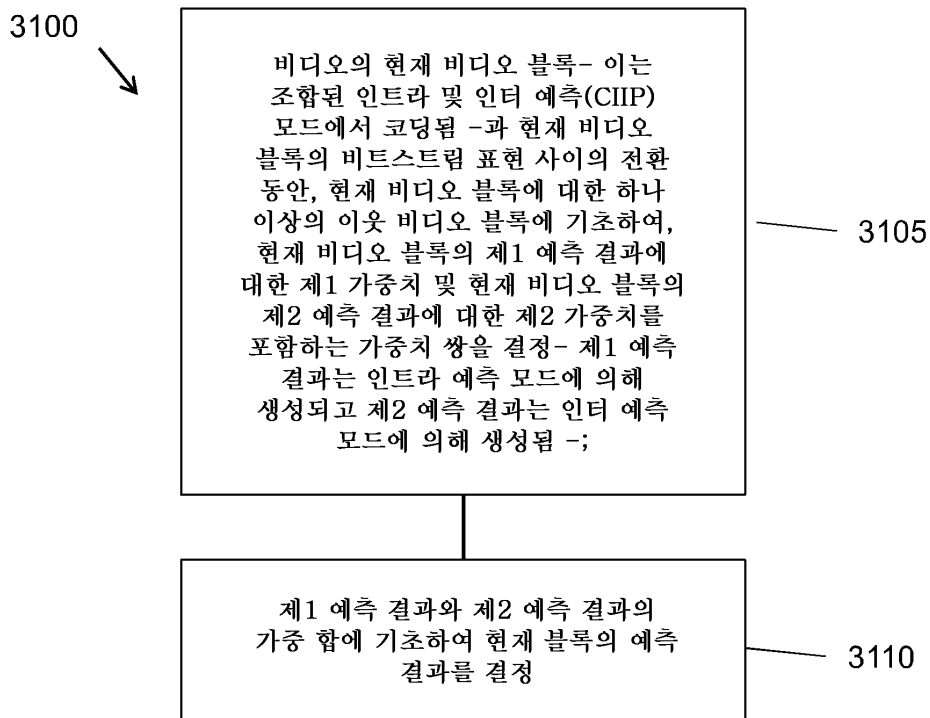 3100
비디오의 현재 비디오 블록- 이는
조합된 인트라 및 인터 예측(CIIP)
모드에서 코딩됨 -과 현재 비디오
블록의 비트스트림 표현 사이의 전환
동안, 현재 비디오 블록에 대한 하나
이상의 이웃 비디오 블록에 기초하여,
현재 비디오 블록의 제1 예측 결과에
대한 제1 가중치 및 현재 비디오 블록의
제2 예측 결과에 대한 제2 가중치를
포함하는 가중치 쌍을 결정- 제1 예측
결과는 인트라 예측 모드에 의해
생성되고 제2 예측 결과는 인터 예측
모드에 의해 생성됨 -;
3105
제1 예측 결과와 제2 예측 결과의
가중 합에 기초하여 현재 블록의 예측
결과를 결정
3110